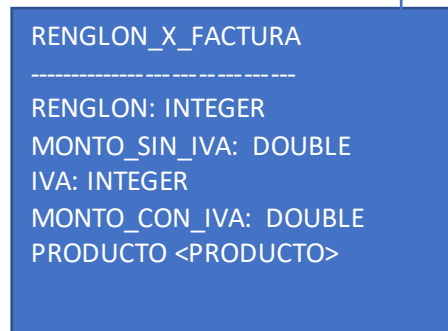 RENGLON_X_FACTURA
--------------------------------
RENGLON: INTEGER
MONTO_SIN_IVA: DOUBLE
IVA: INTEGER
MONTO_CON_IVA: DOUBLE
PRODUCTO <PRODUCTO>